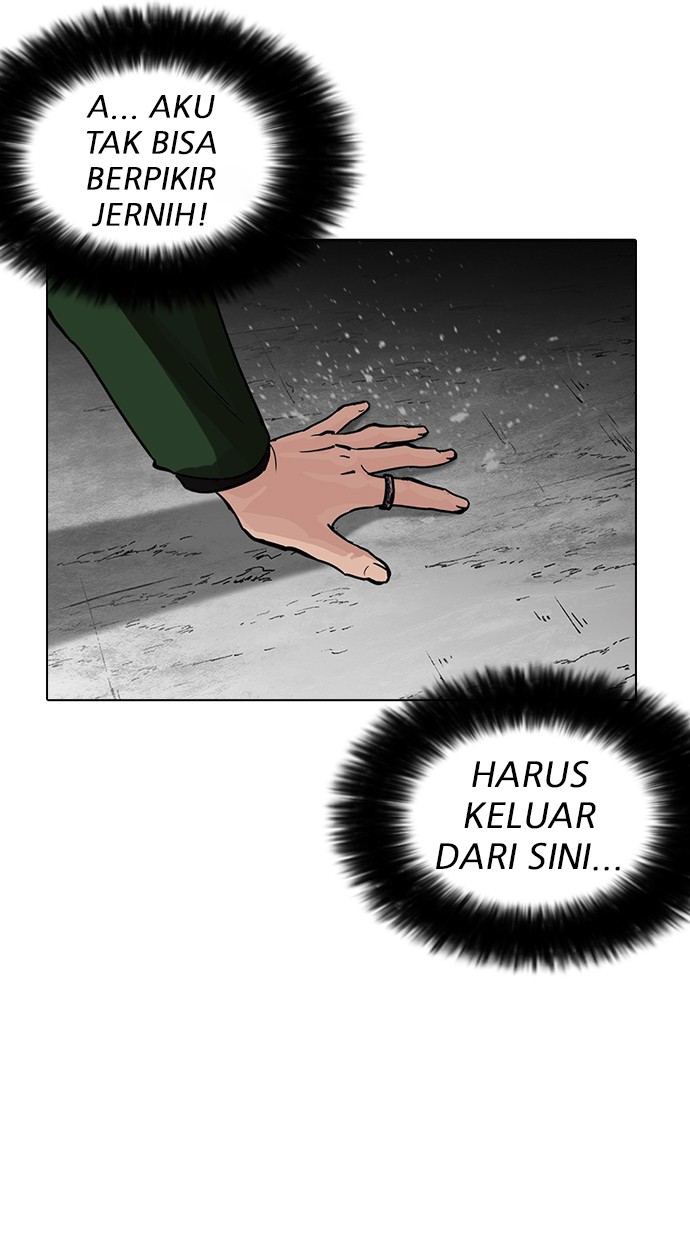 A... AKU
TAK BISA
BERPIKIR
JERNIH!
HARUS
KELUAR
DARI SINI...